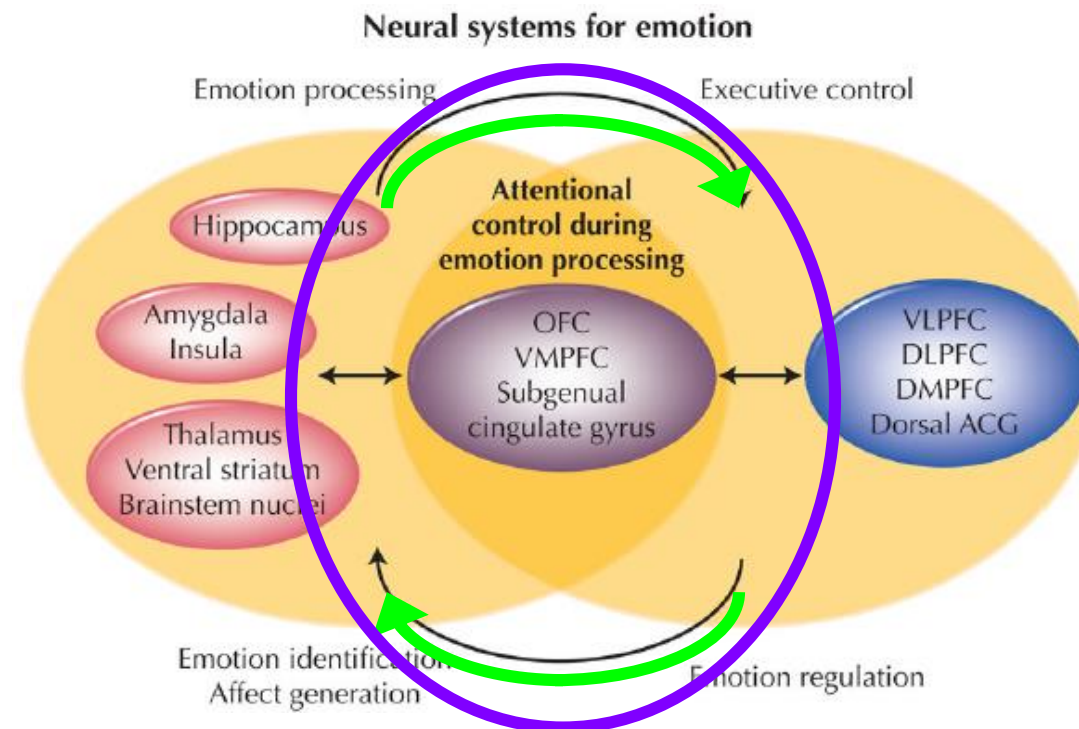 Neural systems for emotion
Emotion processing
Executive control
Attentional
control during
emotion processing
Hippocampus
Amygdala
Insula
Thalamus
Ventral striatum
Brainstem nuclei
OFC
VMPFC
Subgenual
cingulate gyrus
VLPFC
DLPFC
DMPFC
Dorsal ACG
Emotion identification
Affect generation
Emotion regulation